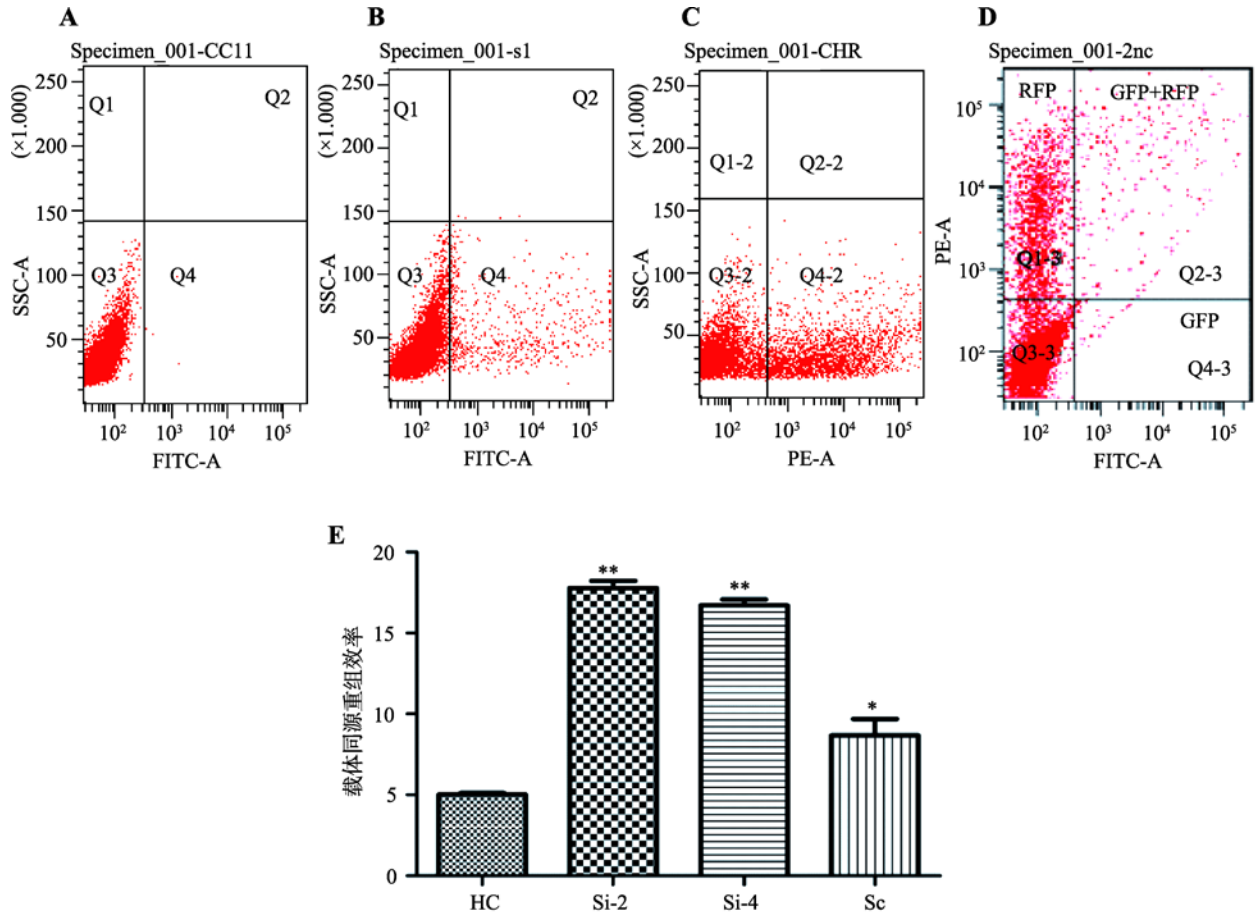 A
Specimen_001-CC11
(×1.000)
SSC-A
250
200
150
100
50
Q1
Q2
Q3
Q4
10² 10³ 10⁴ 10⁵
FITC-A
B
Specimen_001-s1
(×1.000)
SSC-A
250
200
150
100
50
Q1
Q2
Q3
Q4
10² 10³ 10⁴ 10⁵
FITC-A
C
Specimen_001-CHR
(×1.000)
SSC-A
250
200
150
100
50
Q1-2
Q2-2
Q3-2
Q4-2
10² 10³ 10⁴ 10⁵
PE-A
D
Specimen_001-2nc
PE-A
10⁵
10⁴
10³
10²
RFP
GFP+RFP
Q1-3
Q2-3
GFP
Q3-3
Q4-3
10² 10³ 10⁴ 10⁵
FITC-A
E
载体同源重组效率
20
15
10
5
0
**
**
*
HC Si-2 Si-4 Sc